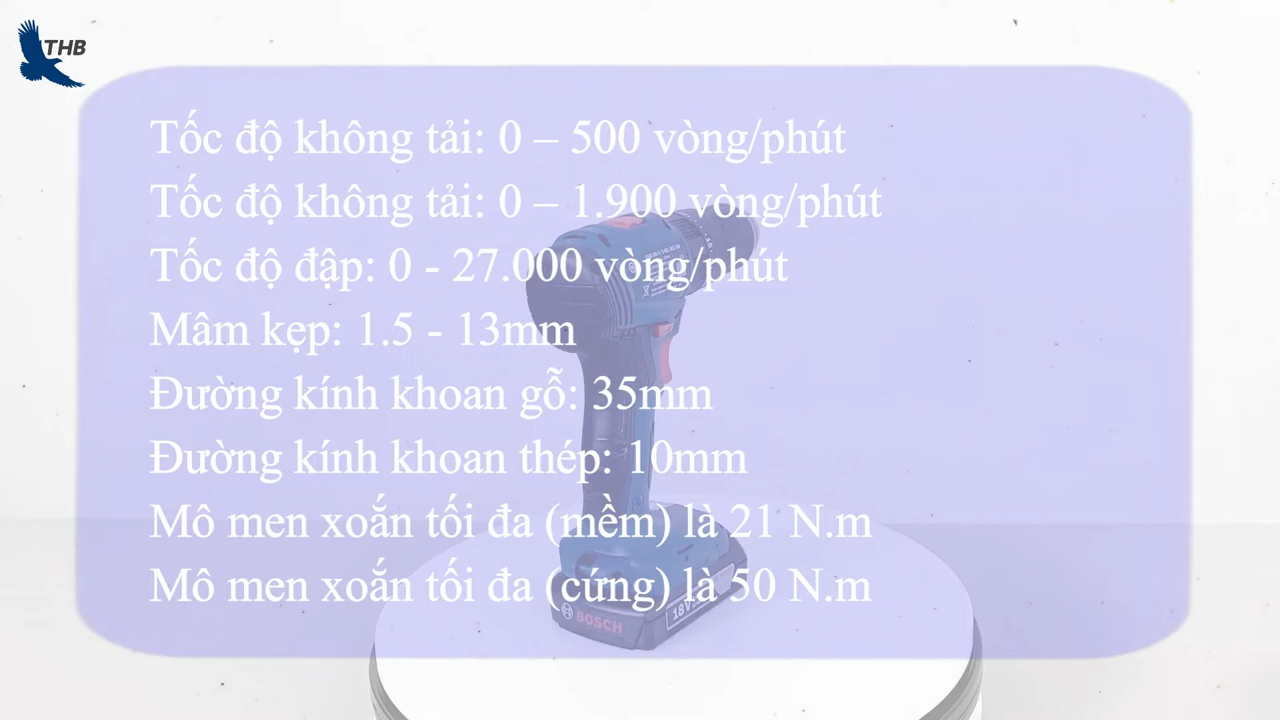 THB
Tốc độ không tải: 0 – 500 vòng/phút
Tốc độ không tải: 0 – 1.900 vòng/phút
Tốc độ đập: 0 - 27.000 vòng/phút
Mâm kẹp: 1.5 - 13mm
Đường kính khoan gỗ: 35mm
Đường kính khoan thép: 10mm
Mô men xoắn tối đa (mềm) là 21 N.m
Mô men xoắn tối đa (cứng) là 50 N.m
BOSCH
18V